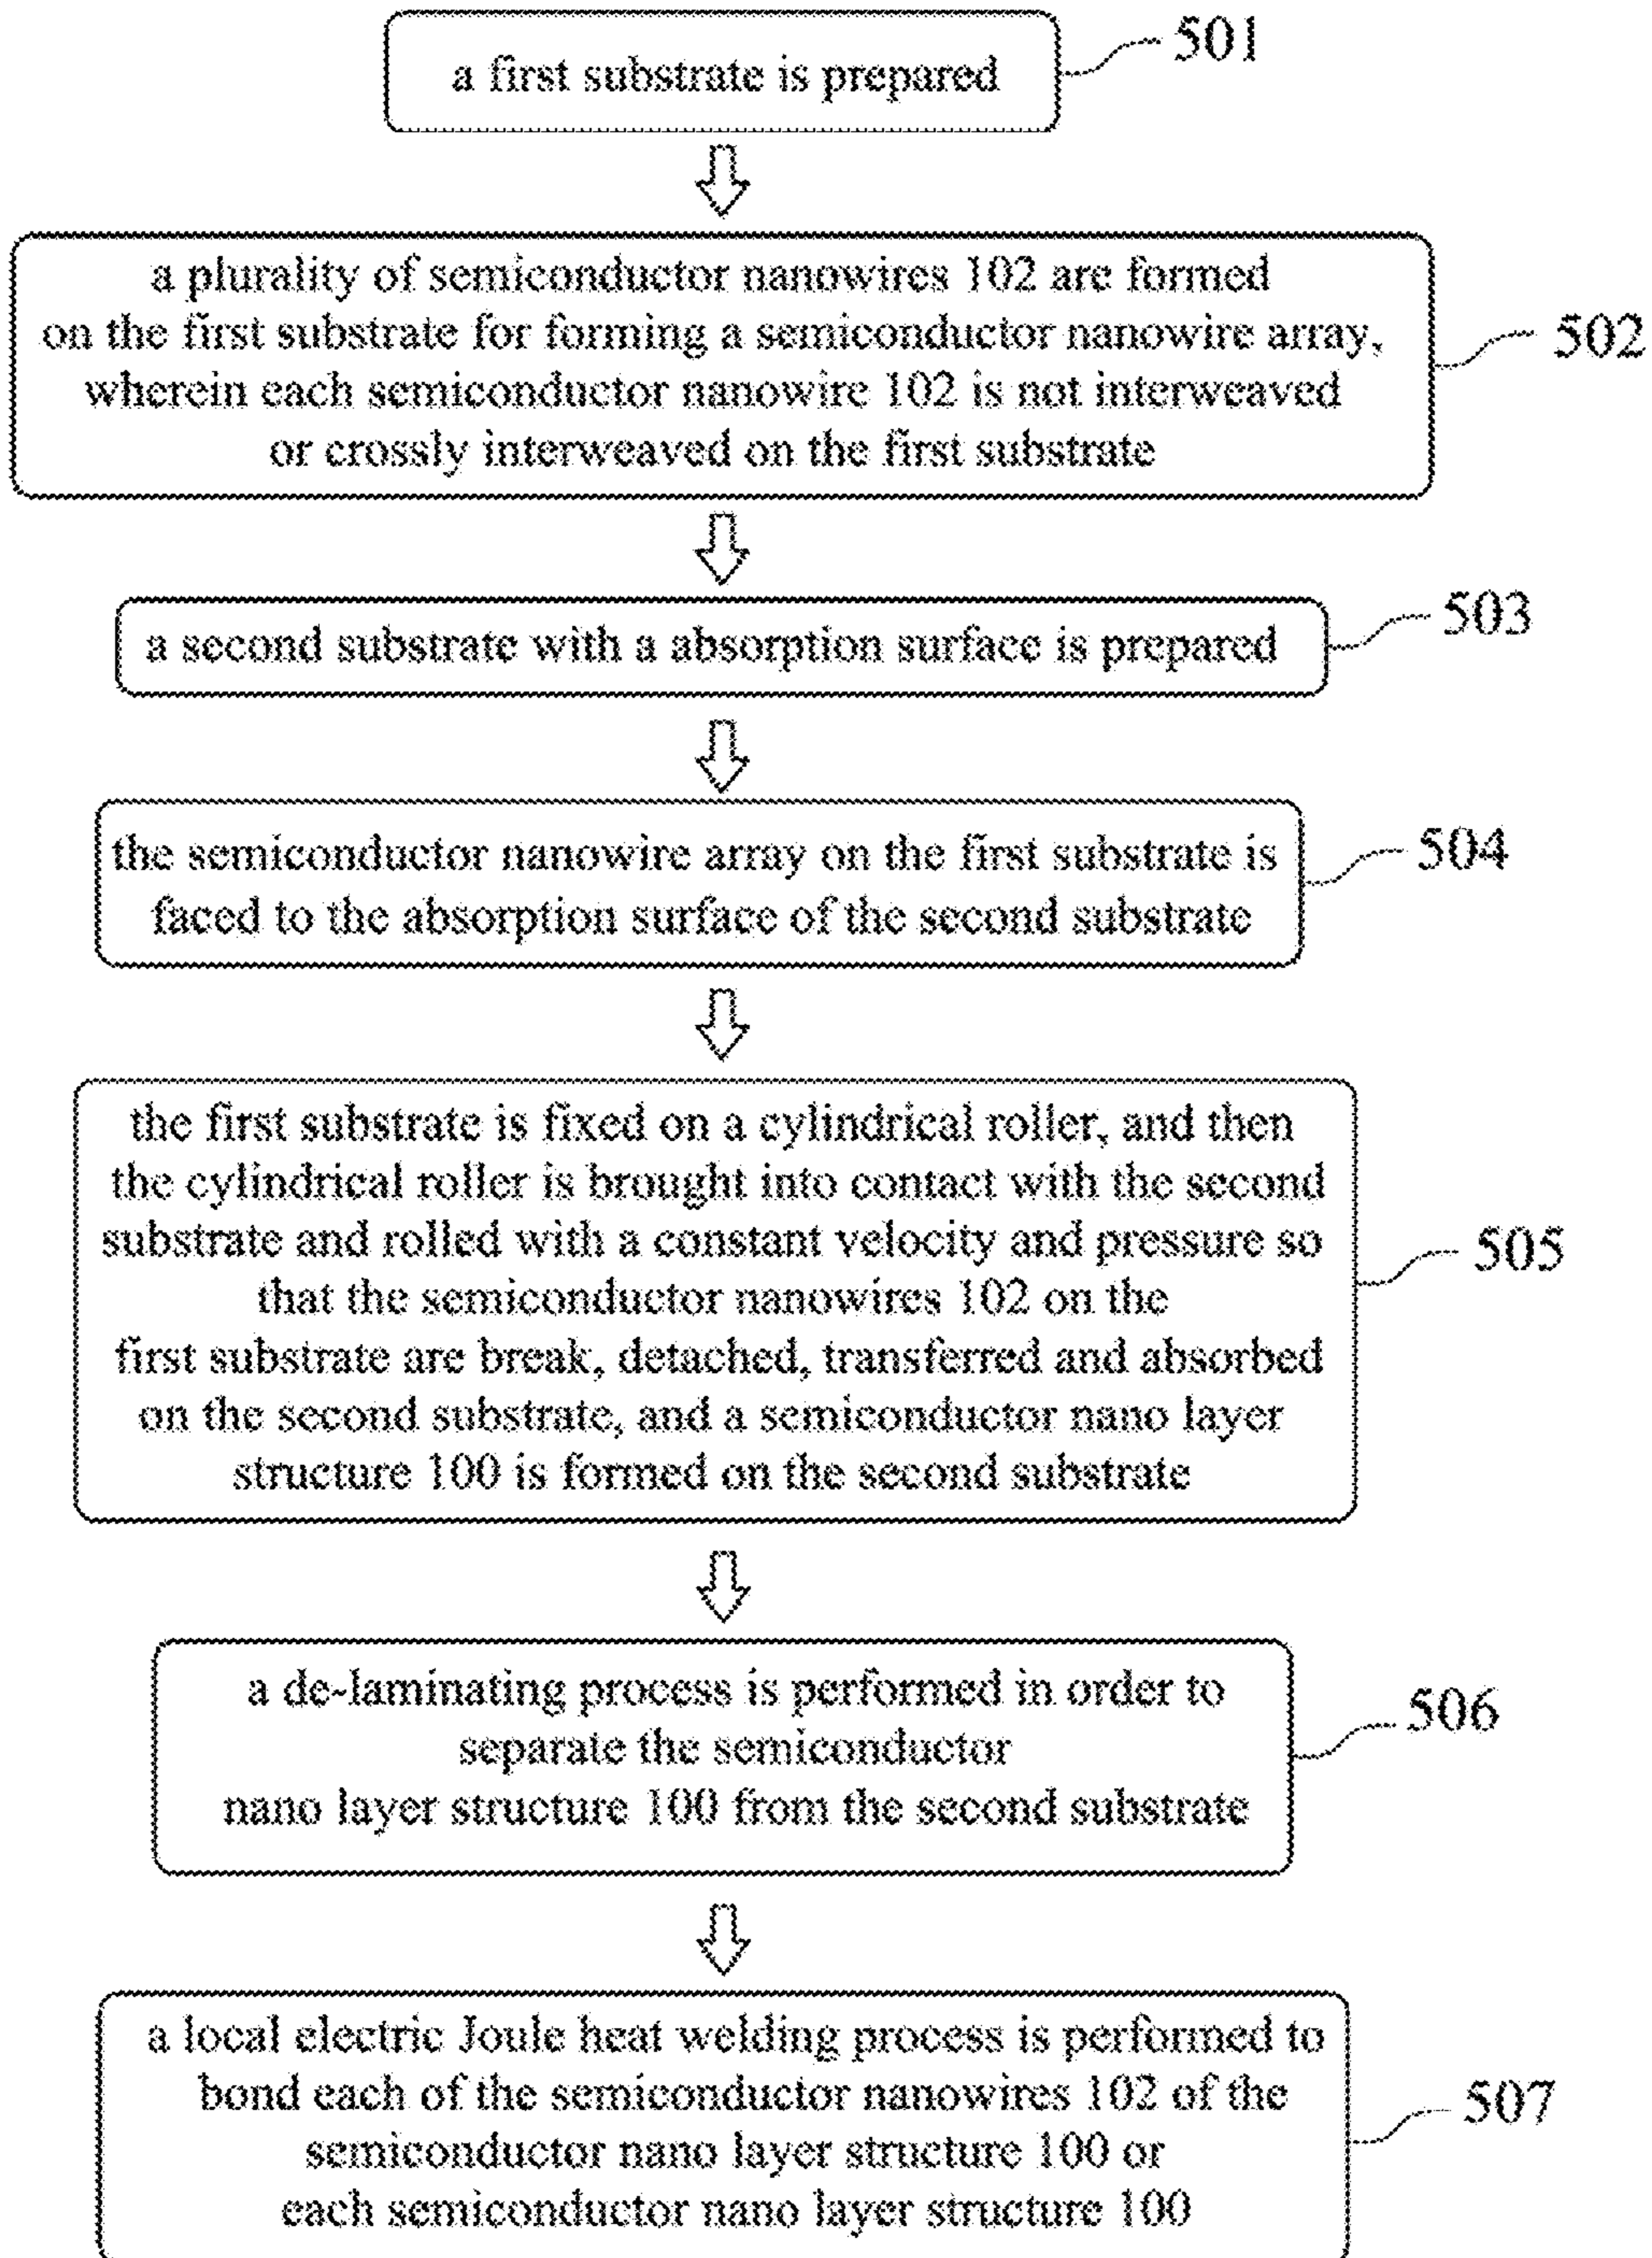 a first substrate is prepared
501
a plurality of semiconductor nanowires 102 are formed
on the first substrate for forming a semiconductor nanowire array,
wherein each semiconductor nanowire 102 is not interweaved
or crossly interweaved on the first substrate
502
a second substrate with a absorption surface is prepared
503
the semiconductor nanowire array on the first substrate is
faced to the absorption surface of the second substrate
504
the first substrate is fixed on a cylindrical roller, and then
the cylindrical roller is brought into contact with the second
substrate and rolled with a constant velocity and pressure so
that the semiconductor nanowires 102 on the
first substrate are break, detached, transferred and absorbed
on the second substrate, and a semiconductor nano layer
structure 100 is formed on the second substrate
505
a de-laminating process is performed in order to
separate the semiconductor
nano layer structure 100 from the second substrate
506
a local electric Joule heat welding process is performed to
bond each of the semiconductor nanowires 102 of the
semiconductor nano layer structure 100 or
each semiconductor nano layer structure 100
507